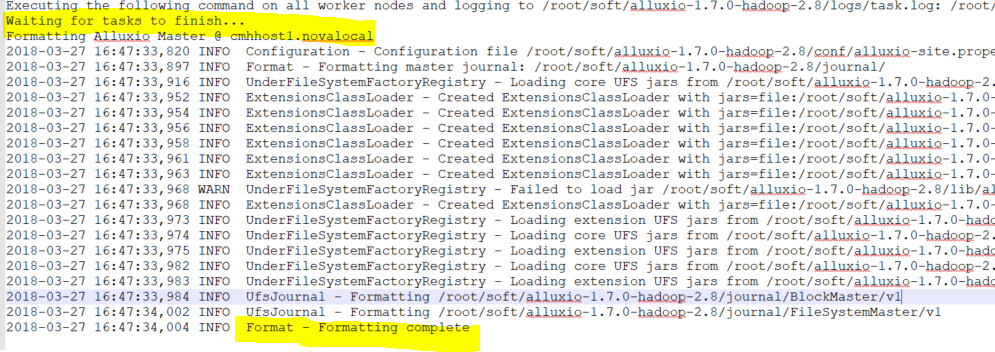 Executing the following command on all worker nodes and logging to /root/soft/alluxio-1.7.0-hadoop-2.8/logs/task.log: /root/
Waiting for tasks to finish...
Formatting Alluxio Master @ cmhhost1.novalocal
2018-03-27 16:47:33,820 INFO  Configuration - Configuration file /root/soft/alluxio-1.7.0-hadoop-2.8/conf/alluxio-site.prope
2018-03-27 16:47:33,897 INFO  Format - Formatting master journal: /root/soft/alluxio-1.7.0-hadoop-2.8/journal/
2018-03-27 16:47:33,916 INFO  UnderFileSystemFactoryRegistry - Loading core UFS jars from /root/soft/alluxio-1.7.0-hadoop-2.
2018-03-27 16:47:33,952 INFO  ExtensionsClassLoader - Created ExtensionsClassLoader with jars=file:/root/soft/alluxio-1.7.0-
2018-03-27 16:47:33,954 INFO  ExtensionsClassLoader - Created ExtensionsClassLoader with jars=file:/root/soft/alluxio-1.7.0-
2018-03-27 16:47:33,956 INFO  ExtensionsClassLoader - Created ExtensionsClassLoader with jars=file:/root/soft/alluxio-1.7.0-
2018-03-27 16:47:33,958 INFO  ExtensionsClassLoader - Created ExtensionsClassLoader with jars=file:/root/soft/alluxio-1.7.0-
2018-03-27 16:47:33,961 INFO  ExtensionsClassLoader - Created ExtensionsClassLoader with jars=file:/root/soft/alluxio-1.7.0-
2018-03-27 16:47:33,963 INFO  ExtensionsClassLoader - Created ExtensionsClassLoader with jars=file:/root/soft/alluxio-1.7.0-
2018-03-27 16:47:33,968 WARN  UnderFileSystemFactoryRegistry - Failed to load jar /root/soft/alluxio-1.7.0-hadoop-2.8/lib/al
2018-03-27 16:47:33,968 INFO  ExtensionsClassLoader - Created ExtensionsClassLoader with jars=file:/root/soft/alluxio-1.7.0-
2018-03-27 16:47:33,973 INFO  UnderFileSystemFactoryRegistry - Loading extension UFS jars from /root/soft/alluxio-1.7.0-hado
2018-03-27 16:47:33,974 INFO  UnderFileSystemFactoryRegistry - Loading core UFS jars from /root/soft/alluxio-1.7.0-hadoop-2.
2018-03-27 16:47:33,975 INFO  UnderFileSystemFactoryRegistry - Loading extension UFS jars from /root/soft/alluxio-1.7.0-hado
2018-03-27 16:47:33,982 INFO  UnderFileSystemFactoryRegistry - Loading core UFS jars from /root/soft/alluxio-1.7.0-hadoop-2.
2018-03-27 16:47:33,983 INFO  UnderFileSystemFactoryRegistry - Loading extension UFS jars from /root/soft/alluxio-1.7.0-hado
2018-03-27 16:47:33,984 INFO  UfsJournal - Formatting /root/soft/alluxio-1.7.0-hadoop-2.8/journal/BlockMaster/v1
2018-03-27 16:47:34,002 INFO  UfsJournal - Formatting /root/soft/alluxio-1.7.0-hadoop-2.8/journal/FileSystemMaster/v1
2018-03-27 16:47:34,004 INFO  Format - Formatting complete